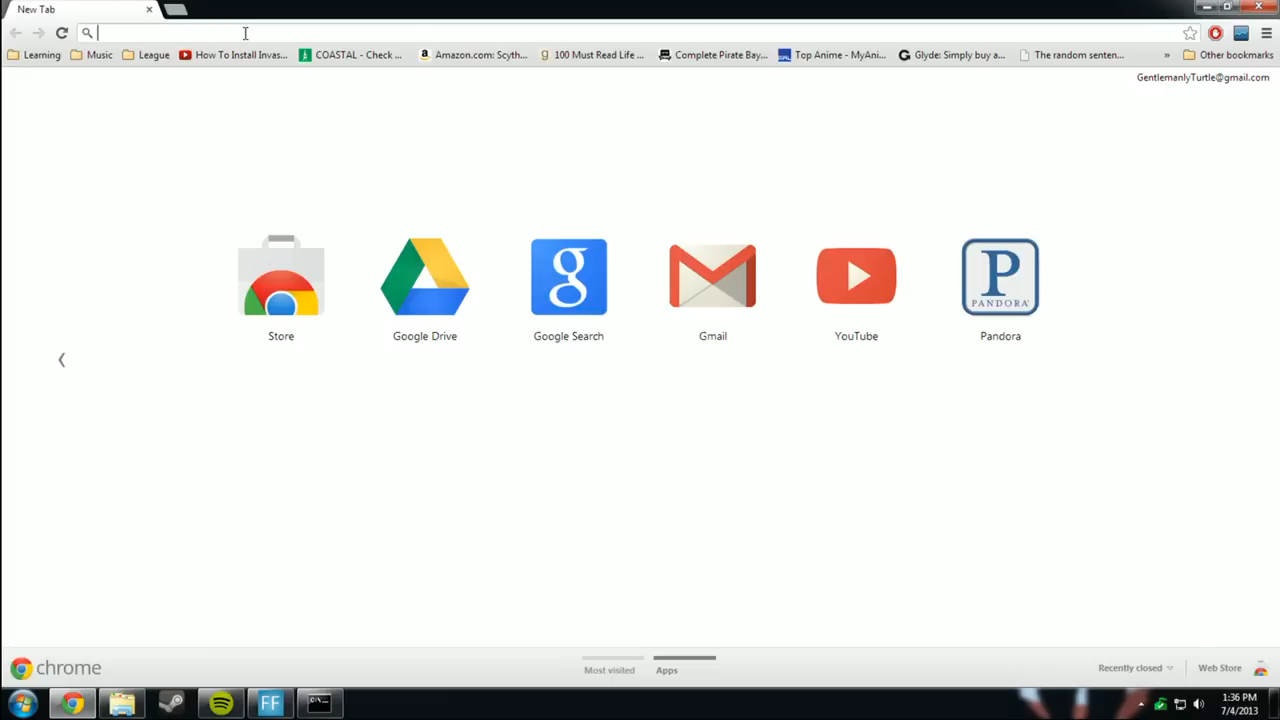 New Tab
Learning Music League How To Install Invas... COASTAL - Check ... a Amazon.com: Scyth... g 100 Must Read Life ... Complete Pirate Bay... Top Anime - MyAni... G Glyde: Simply buy a... The random senten... » Other bookmarks
GentlemanlyTurtle@gmail.com
g
P
PANDORA
Store Google Drive Google Search Gmail YouTube Pandora
chrome Most visited Apps Recently closed Web Store
FF
1:36 PM
7/4/2013